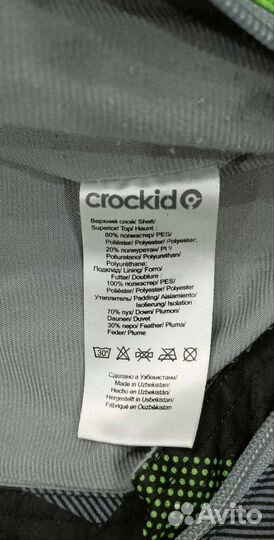 crockid
Верхний слой/ Shell/
Superior/ Top/ Haunt :
80% полиэстер/ PES/
Poliéster/ Polyester/ Polyester;
20% полиуретан/ PU/
Poliuretano/ Polyurethan/
Polyuréthane;
Подклад/ Lining/ Forro/
Futter/ Doublure :
100% полиэстер/ PES/
Poliéster/ Polyester/ Polyester
Утеплитель/ Padding/ Aislamiento/
Isolierung/ Isolation
70% пух/ Down/ Pluma/
Daunen/ Duvet
30% перо/ Feather/ Pluma/
Feder/ Plume
30°
Сделано в Узбекистане/
Made in Uzbekistan/
Hecho en Uzbekistán/
Hergestellt in Usbekistan/
Fabriqué en Ouzbékistan
Avito